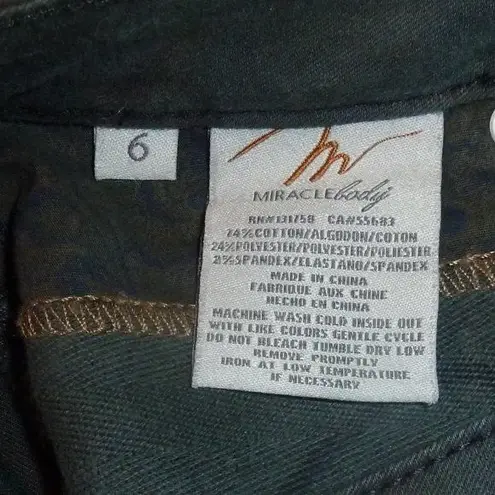 6
MIRACLEbody
RN#131758 CA#55683
74%COTTON/ALGODON/COTON
24%POLYESTER/POLYESTER/POLIESTER
2%SPANDEX/ELASTANO/SPANDEX
MADE IN CHINA
FABRIQUE AUX CHINE
HECHO EN CHINA
MACHINE WASH COLD INSIDE OUT
WITH LIKE COLORS GENTLE CYCLE
DO NOT BLEACH TUMBLE DRY LOW
REMOVE PROMPTLY
IRON AT LOW TEMPERATURE
IF NECESSARY